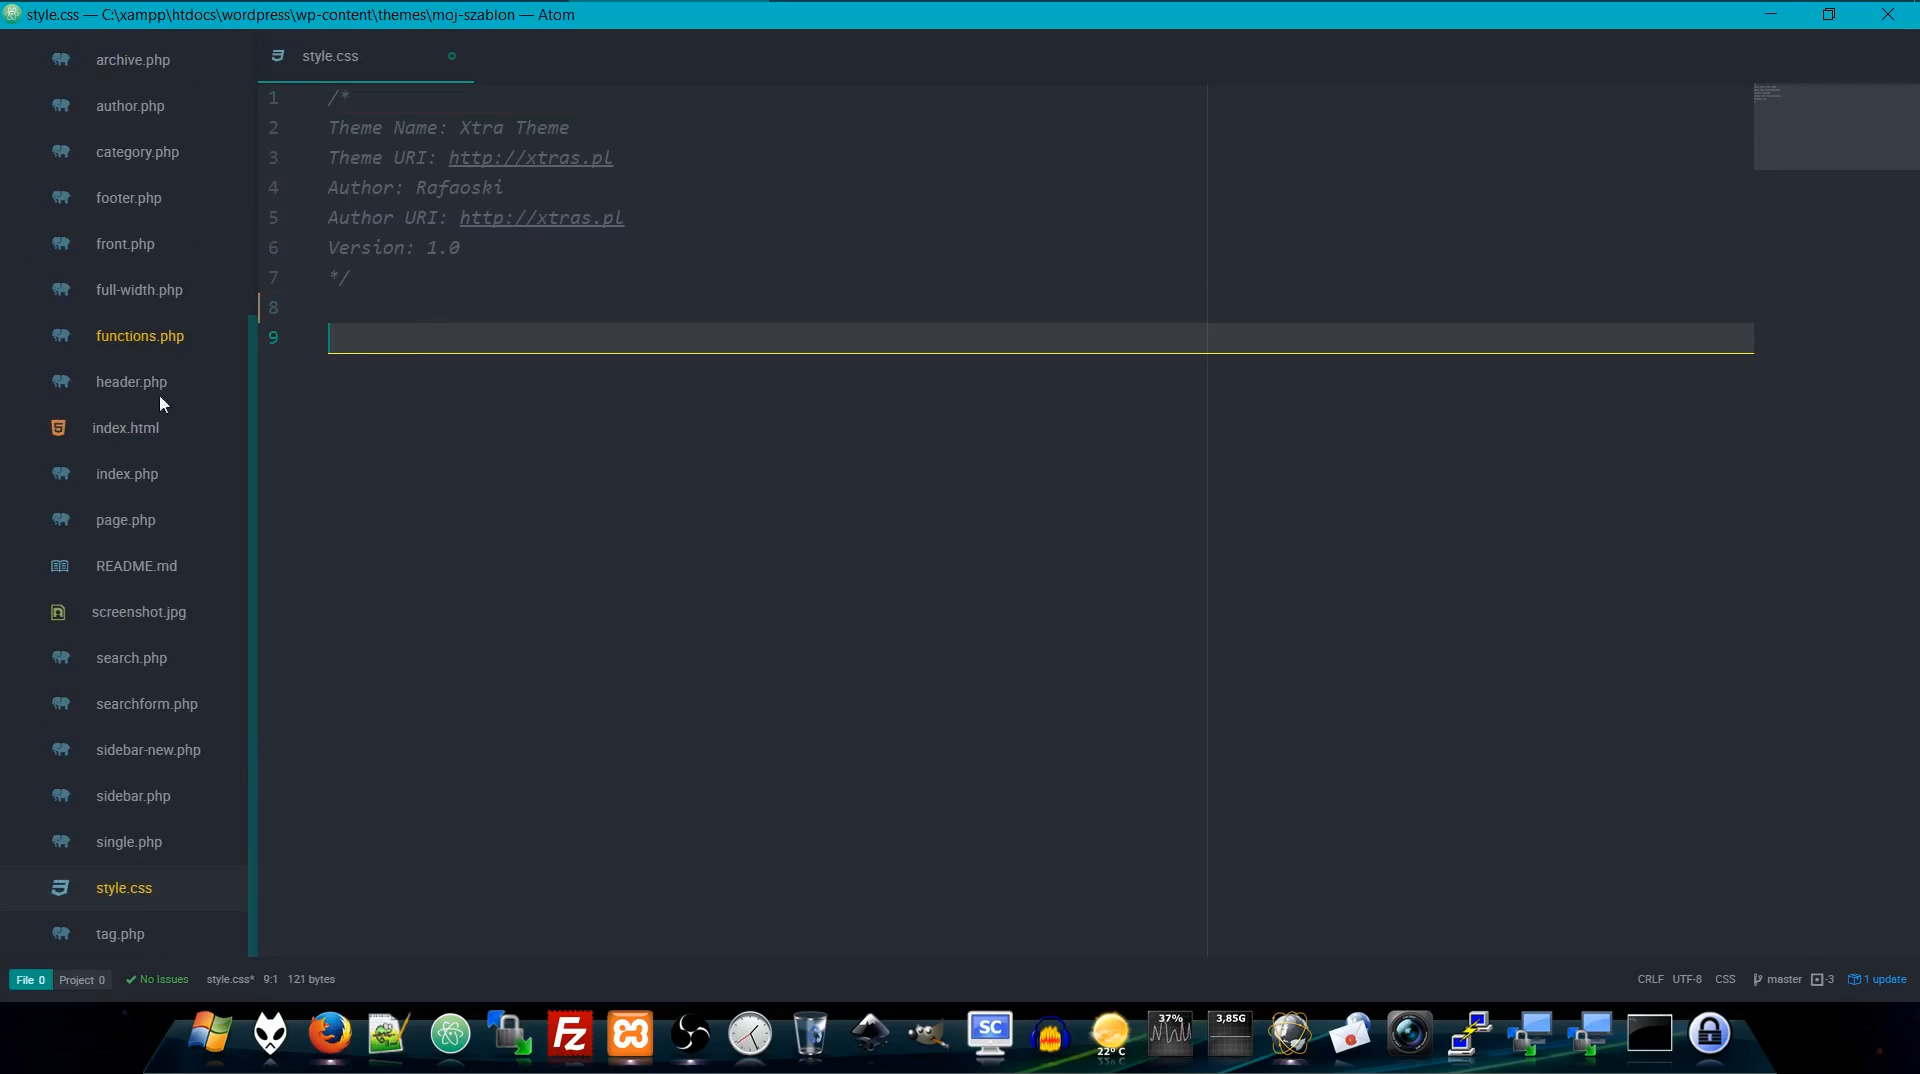 style.css — C:\xampp\htdocs\wordpress\wp-content\themes\moj-szablon — Atom
archive.php
author.php
category.php
footer.php
front.php
full-width.php
functions.php
header.php
index.html
index.php
page.php
README.md
screenshot.jpg
search.php
searchform.php
sidebar-new.php
sidebar.php
single.php
style.css
tag.php
style.css
1 /*
2 Theme Name: Xtra Theme
3 Theme URI: http://xtras.pl
4 Author: Rafaoski
5 Author URI: http://xtras.pl
6 Version: 1.0
7 */
8
9
File 0 Project 0 No Issues style.css* 9:1 121 bytes
CRLF UTF-8 CSS master -3 1 update
Fz
SC
22° C
37%
3,85G